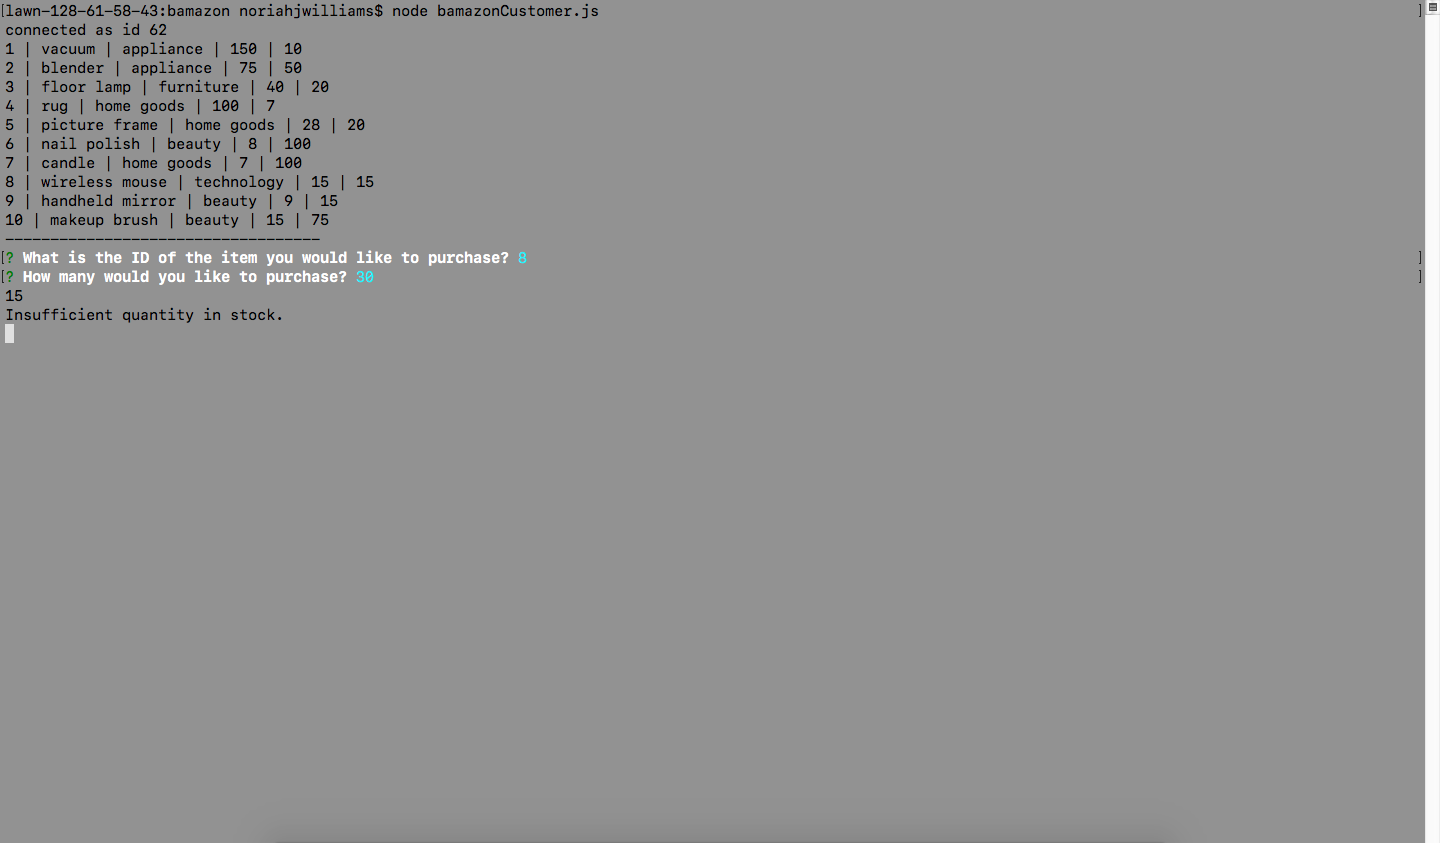 [lawn-128-61-58-43:bamazon noriahjwilliams$ node bamazonCustomer.js ]
connected as id 62
1 | vacuum | appliance | 150 | 10
2 | blender | appliance | 75 | 50
3 | floor lamp | furniture | 40 | 20
4 | rug | home goods | 100 | 7
5 | picture frame | home goods | 28 | 20
6 | nail polish | beauty | 8 | 100
7 | candle | home goods | 7 | 100
8 | wireless mouse | technology | 15 | 15
9 | handheld mirror | beauty | 9 | 15
10 | makeup brush | beauty | 15 | 75
-----------------------------------
[? What is the ID of the item you would like to purchase? 8 ]
[? How many would you like to purchase? 30 ]
15
Insufficient quantity in stock.